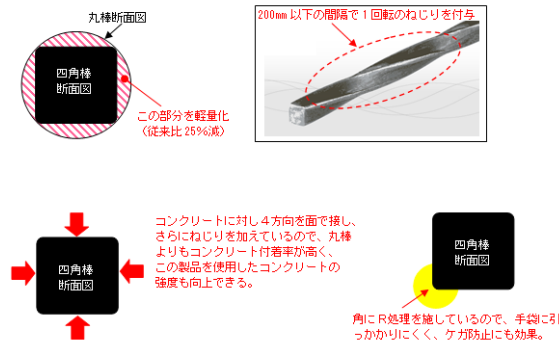 丸棒断面図
四角棒
断面図
この部分を軽量化
（従来比25%減）
200mm以下の間隔で１回転のねじりを付与
コンクリートに対し４方向を面で接し、
さらにねじりを加えているので、丸棒
よりもコンクリート付着率が高く、
この製品を使用したコンクリートの
強度も向上できる。
四角棒
断面図
四角棒
断面図
角にＲ処理を施しているので、手袋に引
っかかりにくく、ケガ防止にも効果。